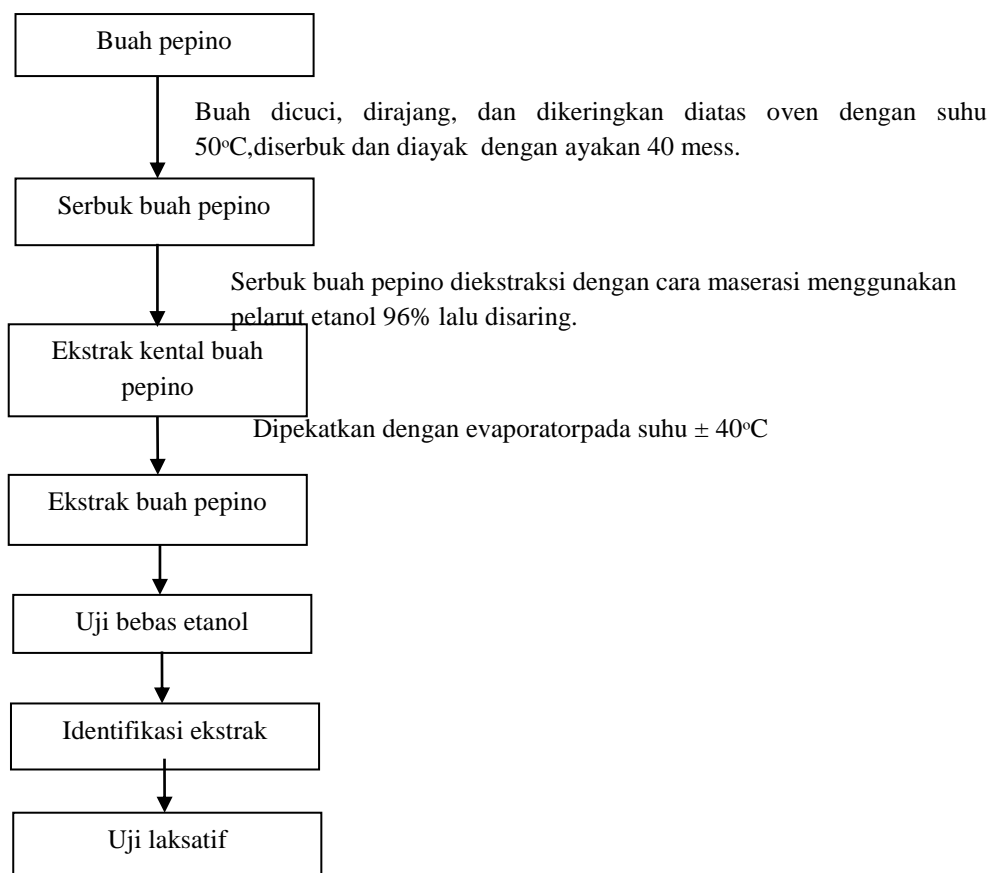 Buah pepino
Buah dicuci, dirajang, dan dikeringkan diatas oven dengan suhu
50°C,diserbuk dan diayak dengan ayakan 40 mess.
Serbuk buah pepino
Serbuk buah pepino diekstraksi dengan cara maserasi menggunakan
pelarut etanol 96% lalu disaring.
Ekstrak kental buah
pepino
Dipekatkan dengan evaporatorpada suhu ± 40°C
Ekstrak buah pepino
Uji bebas etanol
Identifikasi ekstrak
Uji laksatif